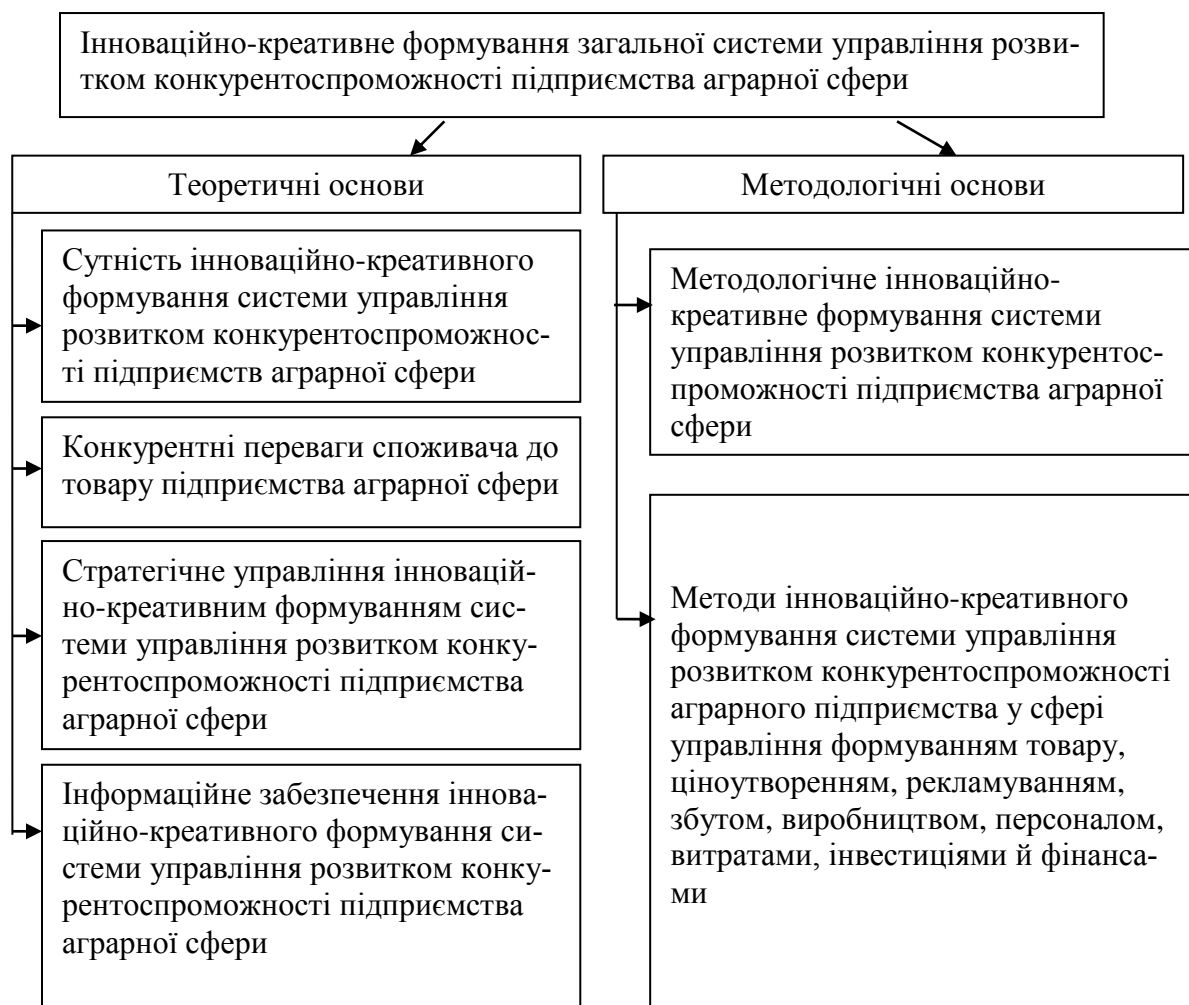 Інноваційно-креативне формування загальної системи управління розви-
тком конкурентоспроможності підприємства аграрної сфери
Теоретичні основи
Сутність інноваційно-креативного
формування системи управління
розвитком конкурентоспроможнос-
ті підприємств аграрної сфери
Конкурентні переваги споживача до
товару підприємства аграрної сфери
Стратегічне управління інновацій-
но-креативним формуванням сис-
теми управління розвитком конку-
рентоспроможності підприємства
аграрної сфери
Інформаційне забезпечення іннова-
ційно-креативного формування си-
стеми управління розвитком конку-
рентоспроможності підприємства
аграрної сфери
Методологічні основи
Методологічне інноваційно-
креативне формування системи
управління розвитком конкурентос-
проможності підприємства аграрної
сфери
Методи інноваційно-креативного
формування системи управління
розвитком конкурентоспроможності
аграрного підприємства у сфері
управління формуванням товару,
ціноутворенням, рекламуванням,
збутом, виробництвом, персоналом,
витратами, інвестиціями й фінанса-
ми